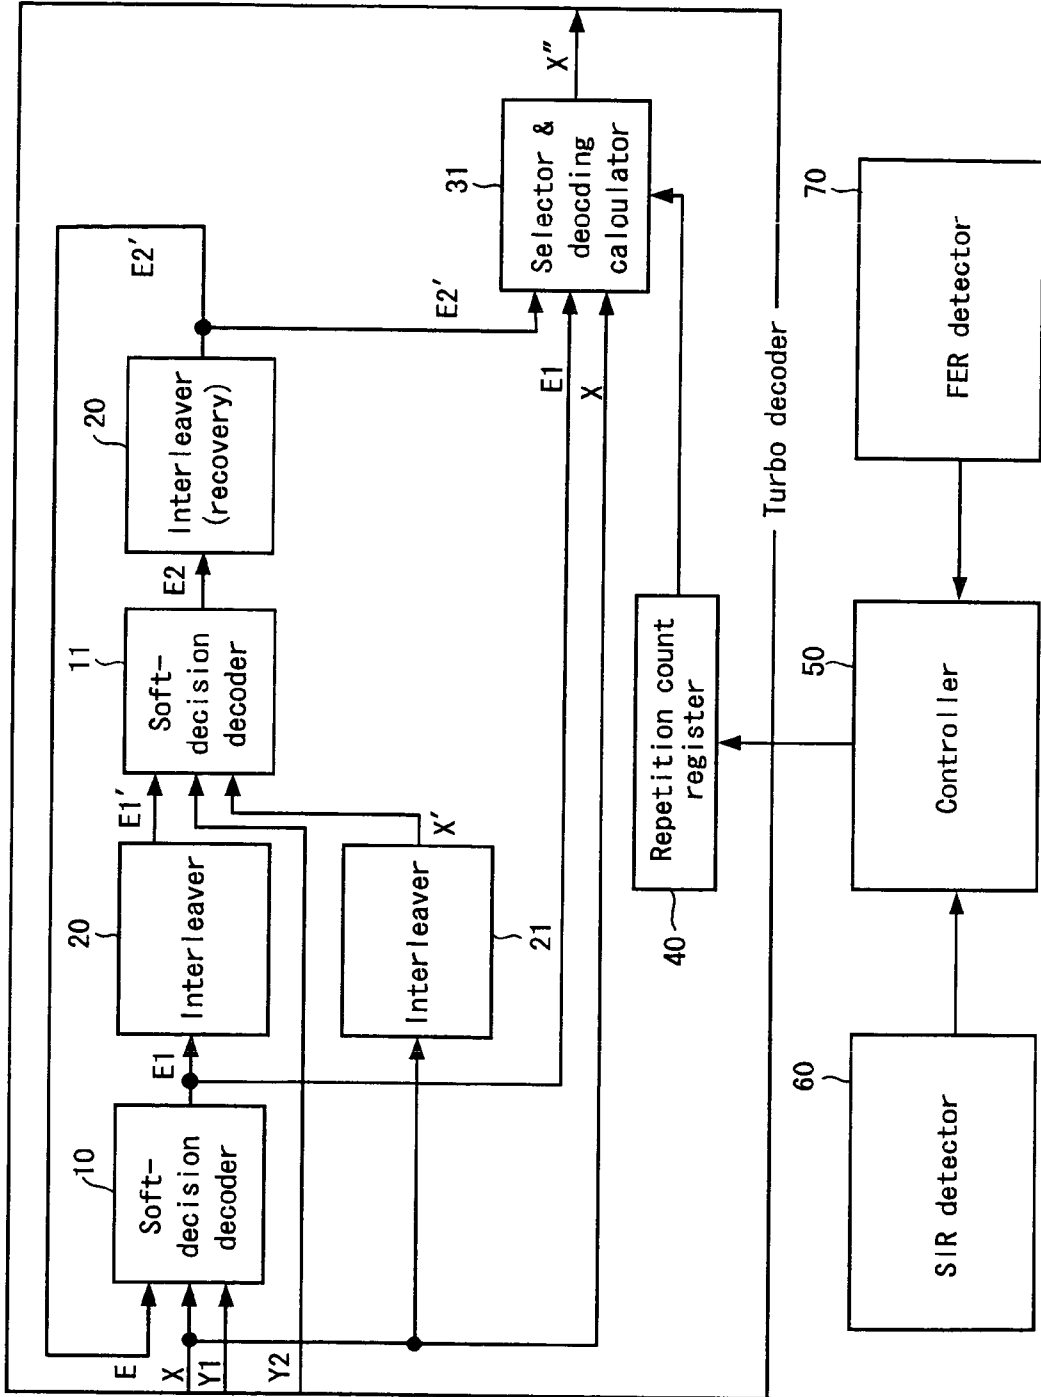 E
X
Y1
Y2
10
Soft-
decision
decoder
E1
20
Interleaver
E1'
21
Interleaver
X'
11
Soft-
decision
decoder
E2
20
Interleaver
(recovery)
E2'
E2'
E1
X
31
Selector &
deocding
caloulator
X''
40
Repetition count
register
Turbo decoder
60
SIR detector
50
Controller
70
FER detector